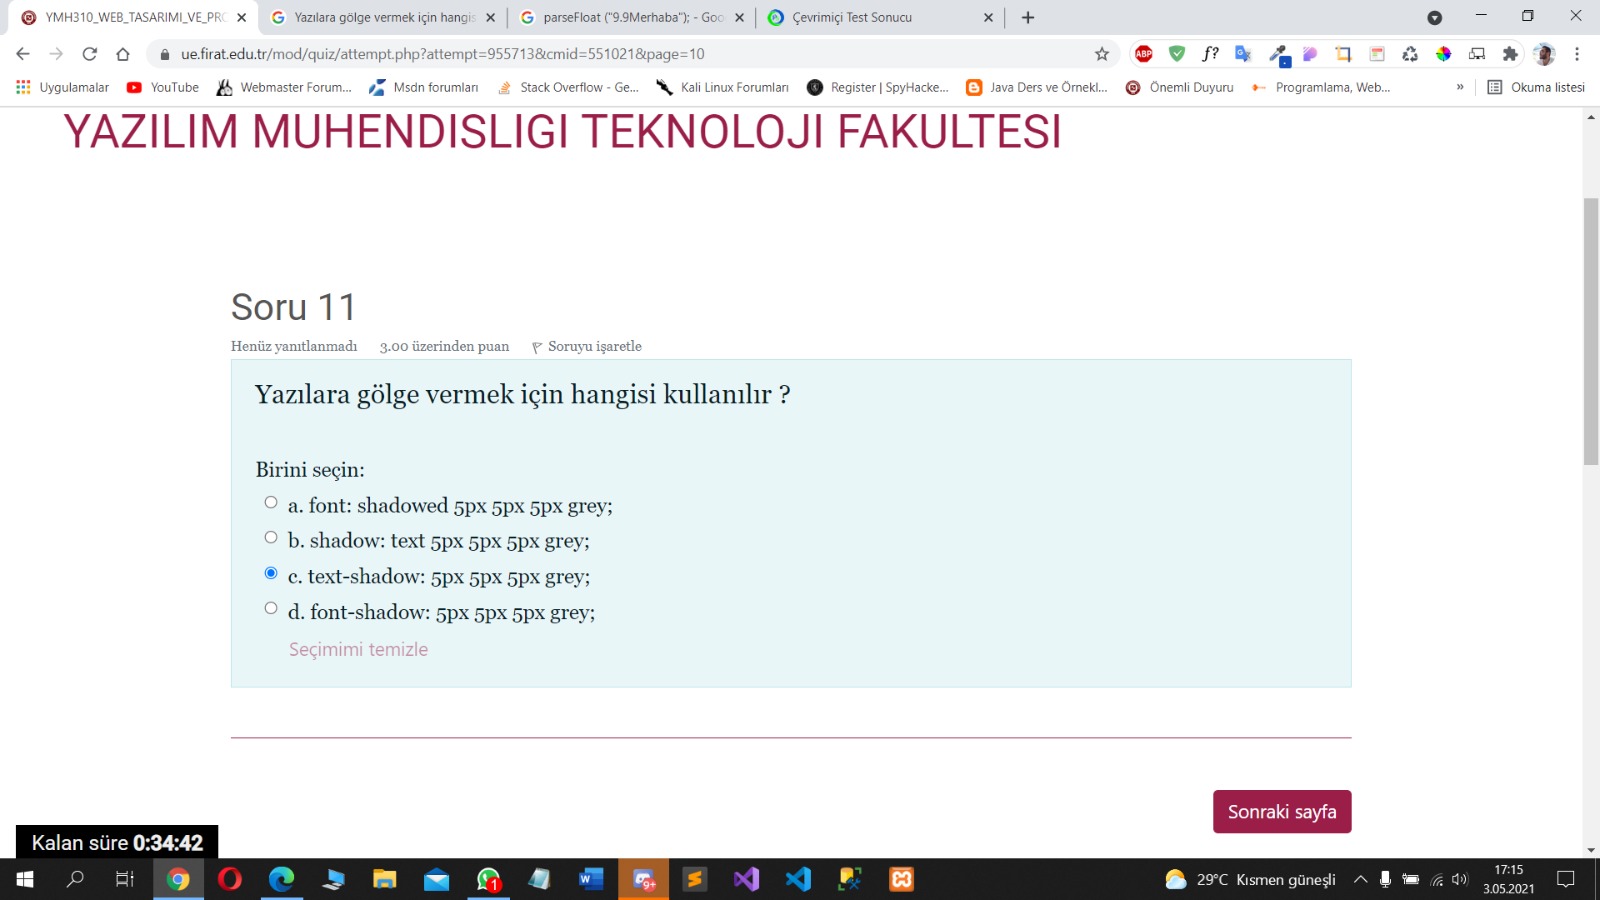 YMH310_WEB_TASARIMI_VE_PRO
Yazılara gölge vermek için hangis
parseFloat ("9.9Merhaba"); - Goo
Çevrimiçi Test Sonucu
ue.firat.edu.tr/mod/quiz/attempt.php?attempt=955713&cmid=551021&page=10
ABP
f?
Uygulamalar
YouTube
Webmaster Forum...
Msdn forumları
Stack Overflow - Ge...
Kali Linux Forumları
Register | SpyHacke...
Java Ders ve Örnekl...
Önemli Duyuru
Programlama, Web...
»
Okuma listesi
YAZILIM MUHENDISLIGI TEKNOLOJI FAKULTESI
Soru 11
Henüz yanıtlanmadı 3.00 üzerinden puan Soruyu işaretle
Yazılara gölge vermek için hangisi kullanılır ?
Birini seçin:
a. font: shadowed 5px 5px 5px grey;
b. shadow: text 5px 5px 5px grey;
c. text-shadow: 5px 5px 5px grey;
d. font-shadow: 5px 5px 5px grey;
Seçimimi temizle
Sonraki sayfa
Kalan süre 0:34:42
1
9+
29°C Kısmen güneşli
17:15
3.05.2021